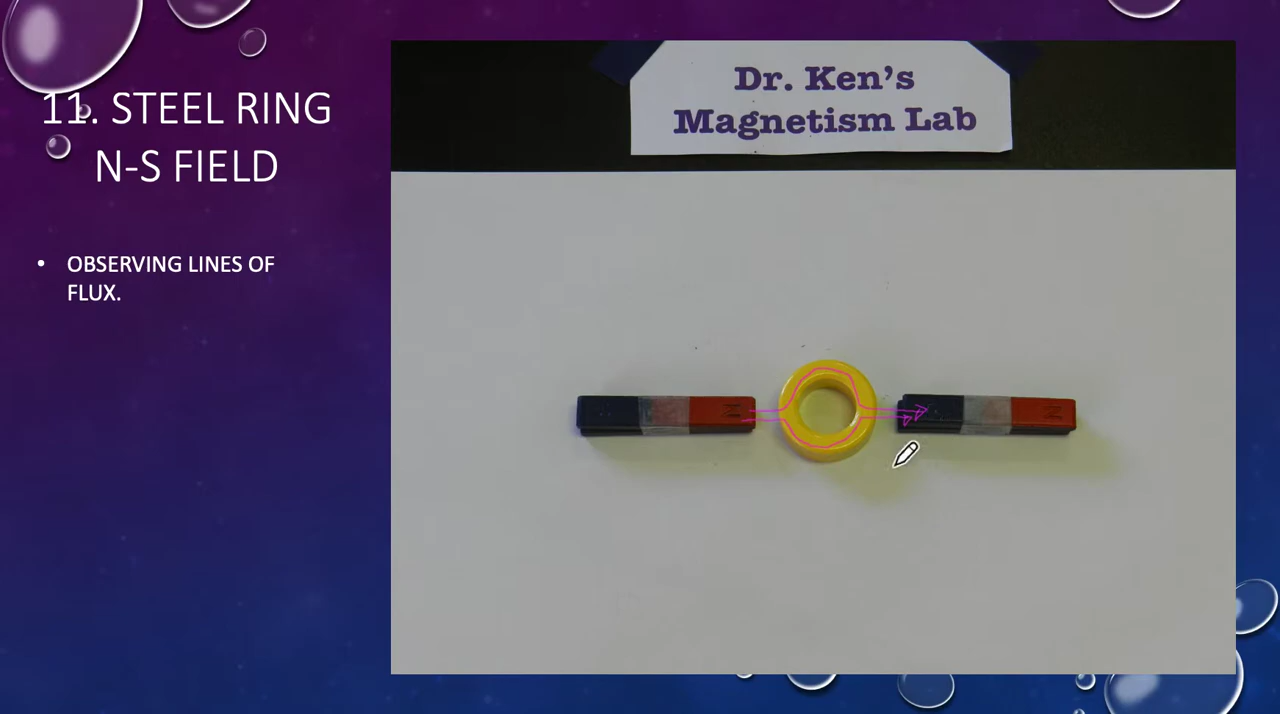 11. STEEL RING
N-S FIELD
• OBSERVING LINES OF
FLUX.
Dr. Ken's
Magnetism Lab
N
N